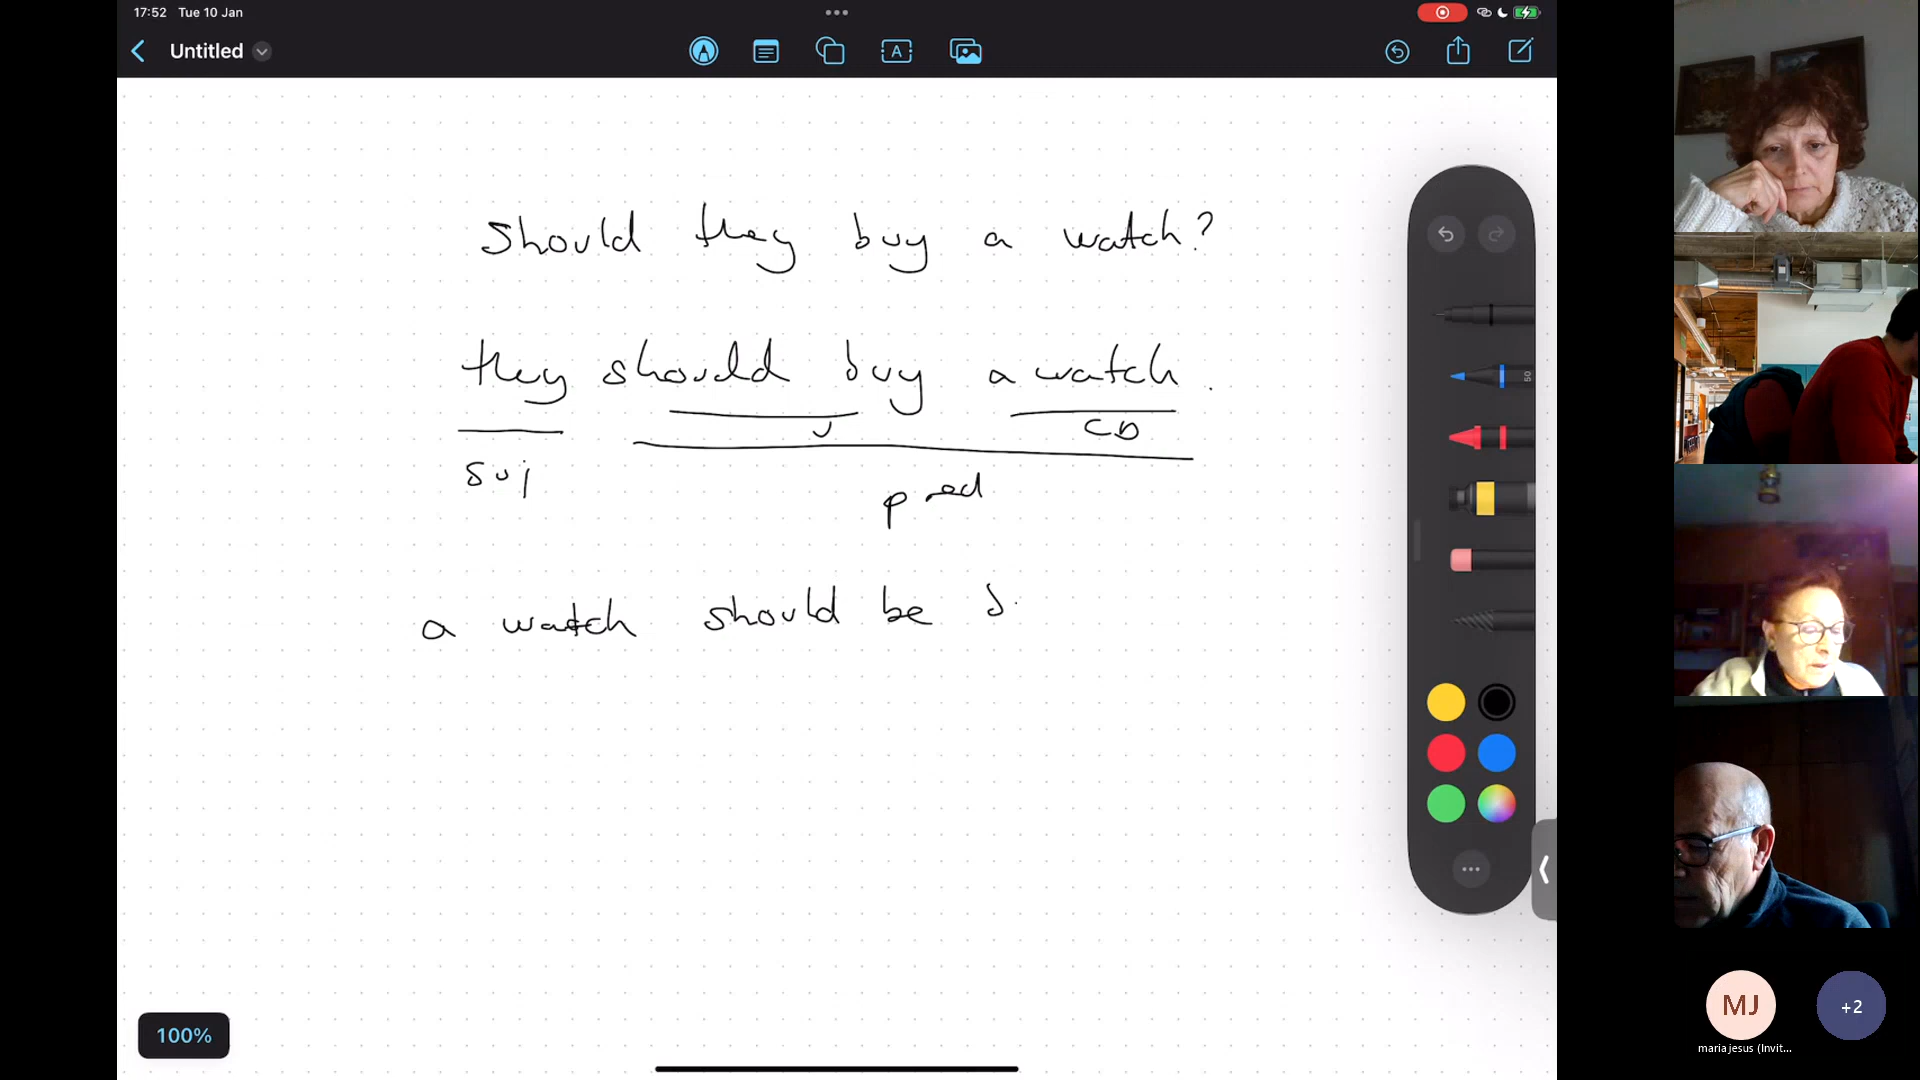 17:52 Tue 10 Jan
Untitled
A
should they buy a watch?
they should buy a watch.
v CD
suj
pred
a watch should be
50
100%
MJ +2
maria jesus (Invit...